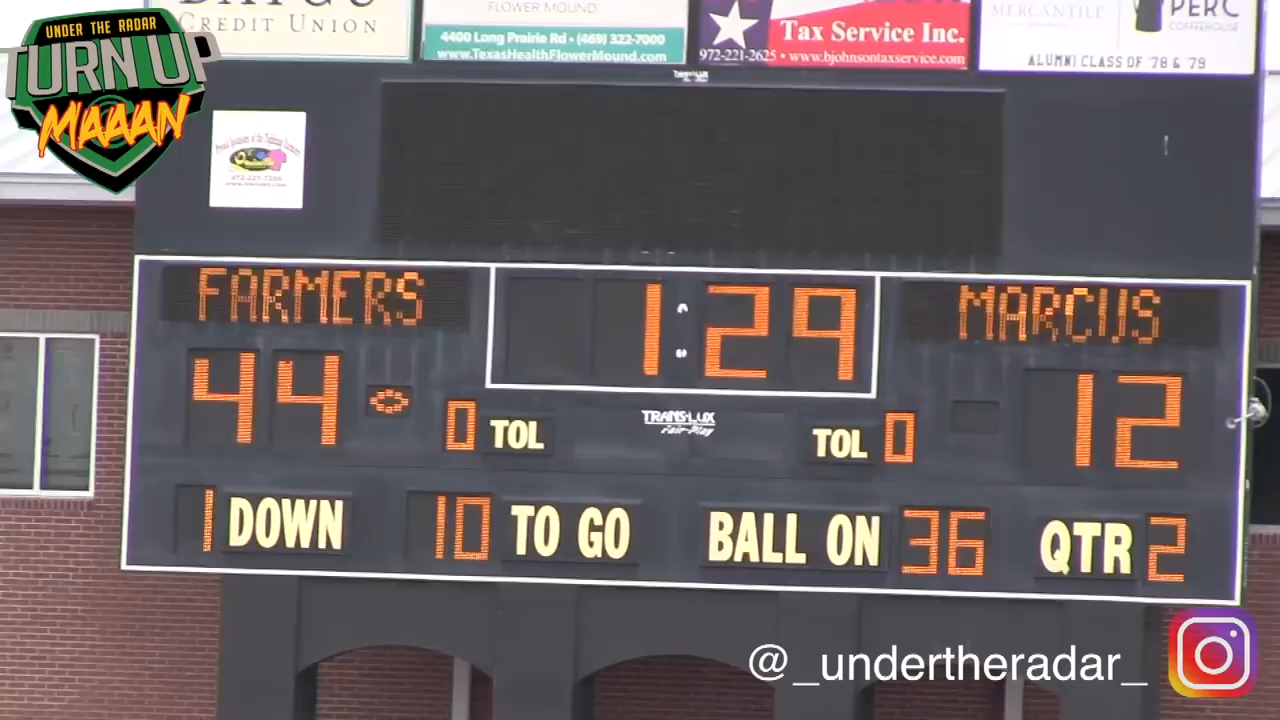 UNDER THE RADAR
TURN UP
MAAAN
CREDIT UNION
FLOWER MOUND
4400 Long Prairie Rd • (469) 322-7000
www.TexasHealthFlowerMound.com
Tax Service Inc.
972-221-2625 • www.bjohnsontaxservice.com
MERCANTILE
PERC
COFFEEHOUSE
ALUMNI CLASS OF '78 & '79
FARMERS
1:29
MARCUS
44
0 TOL
TRANS-LUX
Fair-Play
TOL 0
12
1 DOWN
10 TO GO
BALL ON 36
QTR 2
@_undertheradar_